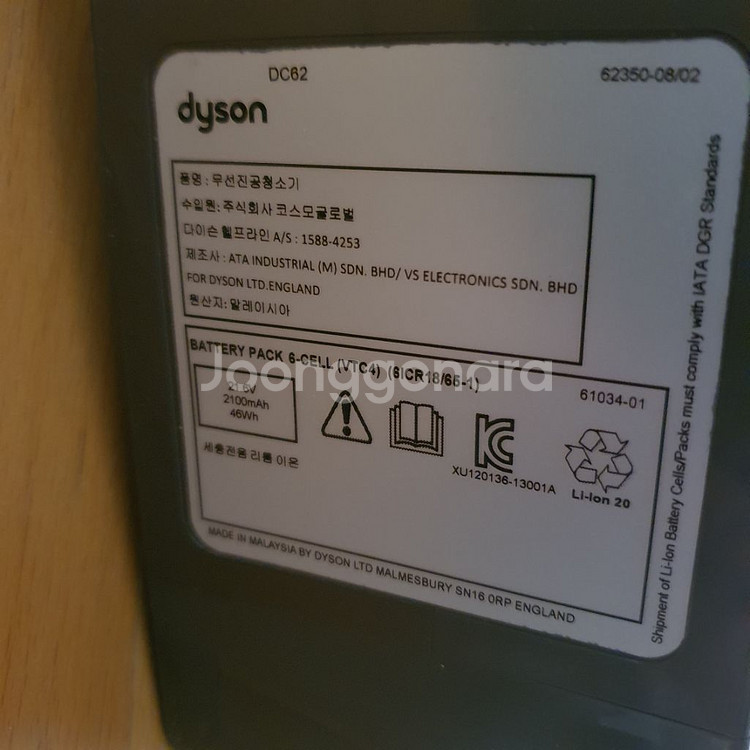 DC62
62350-08/02
dyson
품명 : 무선진공청소기
수입원: 주식회사 코스모글로벌
다이슨 헬프라인 A/S : 1588-4253
제조사 : ATA INDUSTRIAL (M) SDN. BHD/ VS ELECTRONICS SDN. BHD
FOR DYSON LTD.ENGLAND
원산지: 말레이시아
BATTERY PACK 6-CELL (VTC4) (6ICR18/65-1)
21.6V
2100mAh
46Wh
61034-01
XU120136-13001A
Li-Ion 20
세퉁전움 리튬 이온
MADE IN MALAYSIA BY DYSON LTD MALMESBURY SN16 0RP ENGLAND
Shipment of Li-Ion Battery Cells/Packs must comply with IATA DGR Standards
Joonggonara